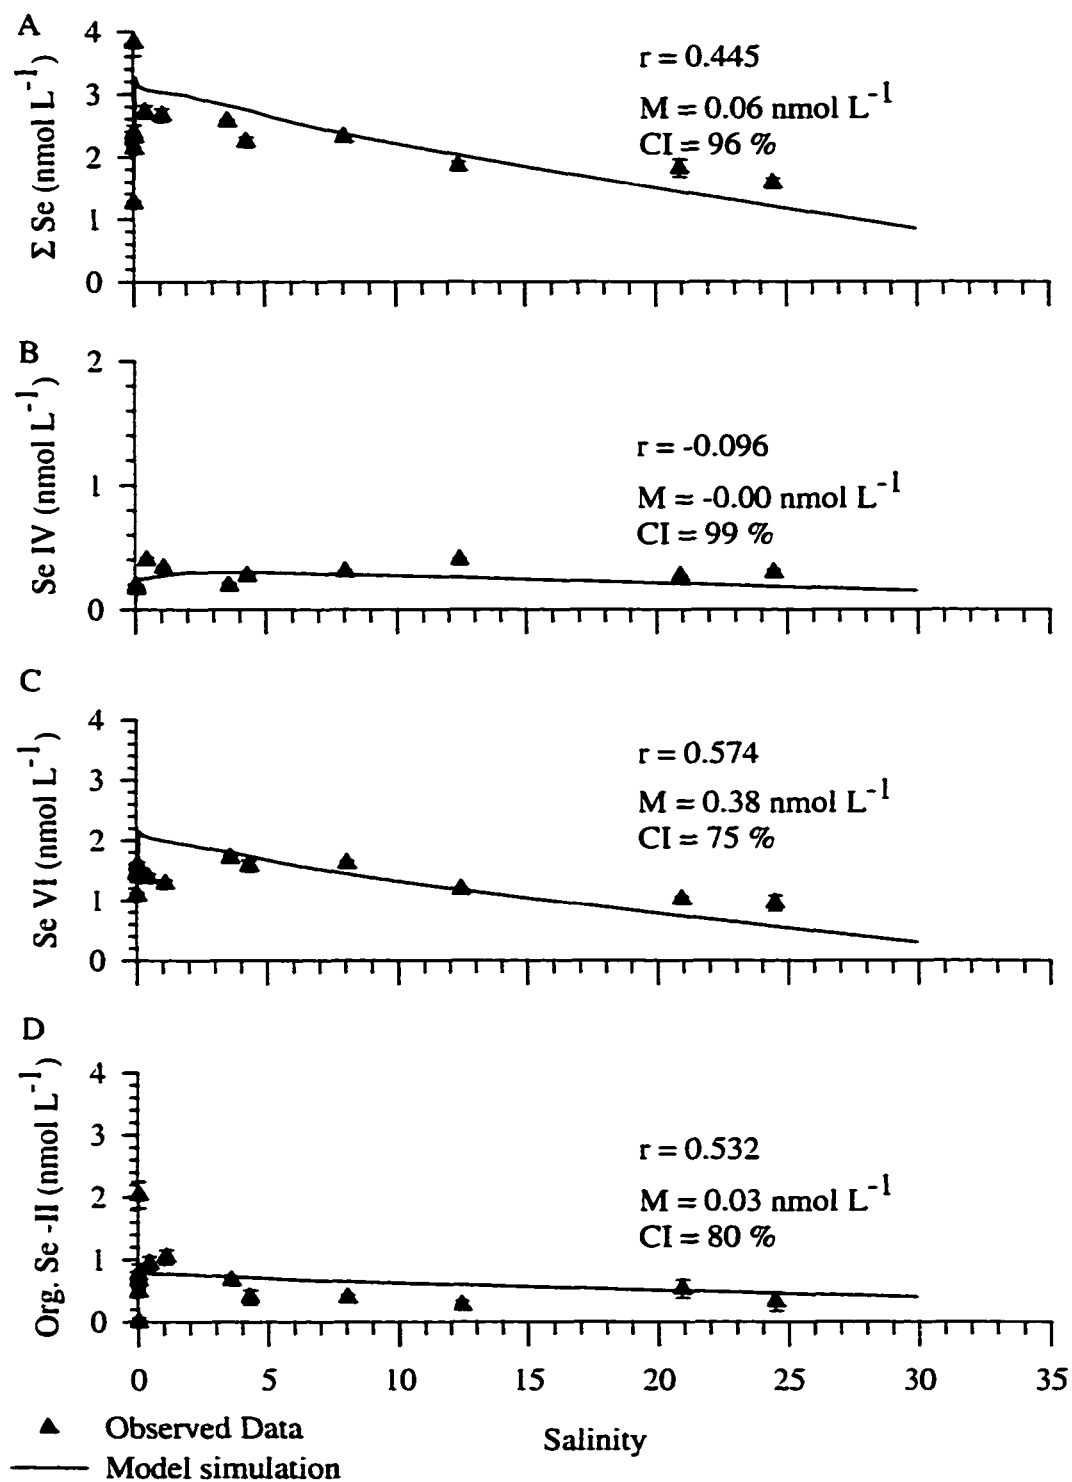 A
Σ Se (nmol L-1)
4
3
2
1
0
r = 0.445
M = 0.06 nmol L-1
CI = 96 %
B
Se IV (nmol L-1)
2
1
0
r = -0.096
M = -0.00 nmol L-1
CI = 99 %
C
Se VI (nmol L-1)
4
3
2
1
0
r = 0.574
M = 0.38 nmol L-1
CI = 75 %
D
Org. Se -II (nmol L-1)
4
3
2
1
0
r = 0.532
M = 0.03 nmol L-1
CI = 80 %
0 5 10 15 20 25 30 35
Salinity
Observed Data
Model simulation